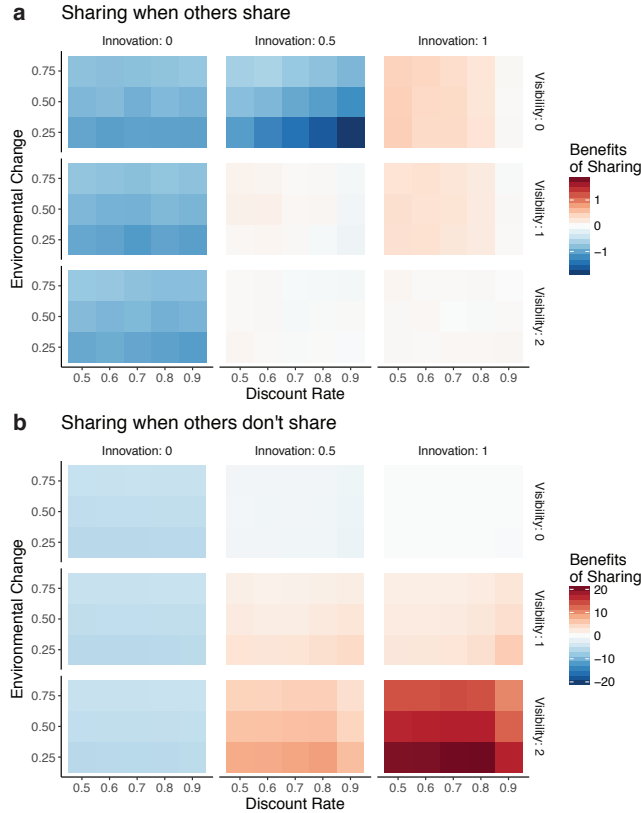 a Sharing when others share
Innovation: 0 Innovation: 0.5 Innovation: 1
Environmental Change
0.75
0.50
0.25
Visibility: 0
0.75
0.50
0.25
Visibility: 1
0.75
0.50
0.25
Visibility: 2
0.5 0.6 0.7 0.8 0.9 0.5 0.6 0.7 0.8 0.9 0.5 0.6 0.7 0.8 0.9
Discount Rate
Benefits
of Sharing
1
0
−1
b Sharing when others don't share
Innovation: 0 Innovation: 0.5 Innovation: 1
Environmental Change
0.75
0.50
0.25
Visibility: 0
0.75
0.50
0.25
Visibility: 1
0.75
0.50
0.25
Visibility: 2
0.5 0.6 0.7 0.8 0.9 0.5 0.6 0.7 0.8 0.9 0.5 0.6 0.7 0.8 0.9
Discount Rate
Benefits
of Sharing
20
10
0
−10
−20